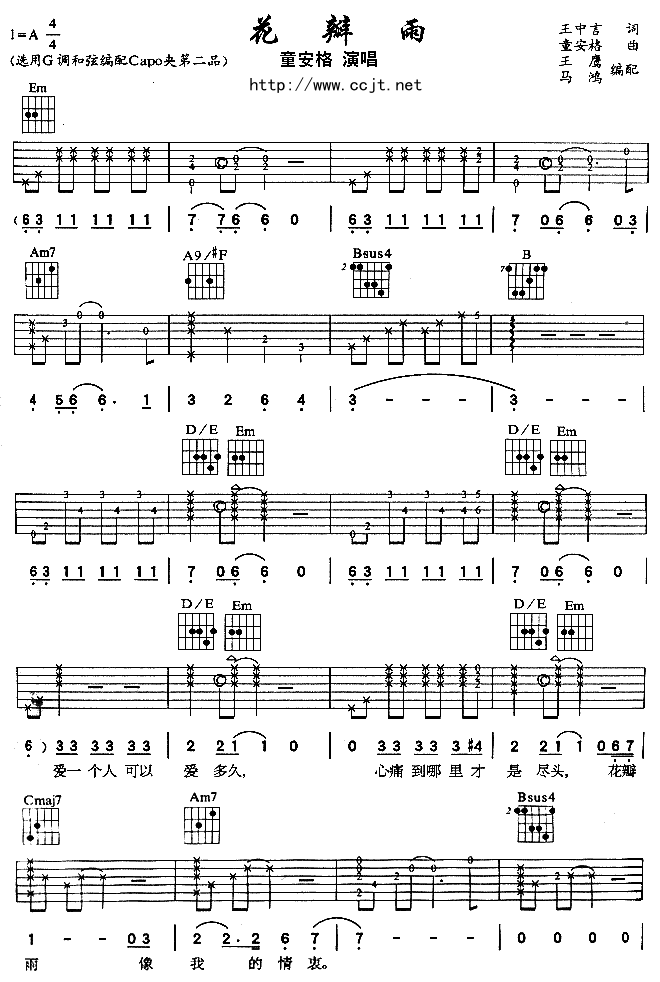 花瓣雨
1=A 4/4
(选用G调和弦编配Capo夹第二品)
童安格 演唱
http://www.ccjt.net
王中言 词
童安格 曲
王鹰
马鸿 编配
Em
(63 11 11 11 11 | 7 76 6 0 | 63 11 11 11 11 | 7 06 6 03 |
Am7 A9/#F Bsus4 B
4 56 6· 1 | 3 2 6 4 | 3 - - - | 3 - - - |
D/E Em D/E Em
63 11 11 11 | 7 06 6 0 | 63 11 11 11 | 7 06 6 0 |
D/E Em D/E Em
6) 33 33 33 | 2 21 1 0 | 0 33 33 3#4 | 2 21 1 067 |
爱一个人可以 爱 多久, 心痛到哪里才 是 尽头, 花瓣
Cmaj7 Am7 Bsus4
1 - - 03 | 2 2·2 6 7 | 7 - - - | 0 0 0 0 |
雨 像 我 的情衷。